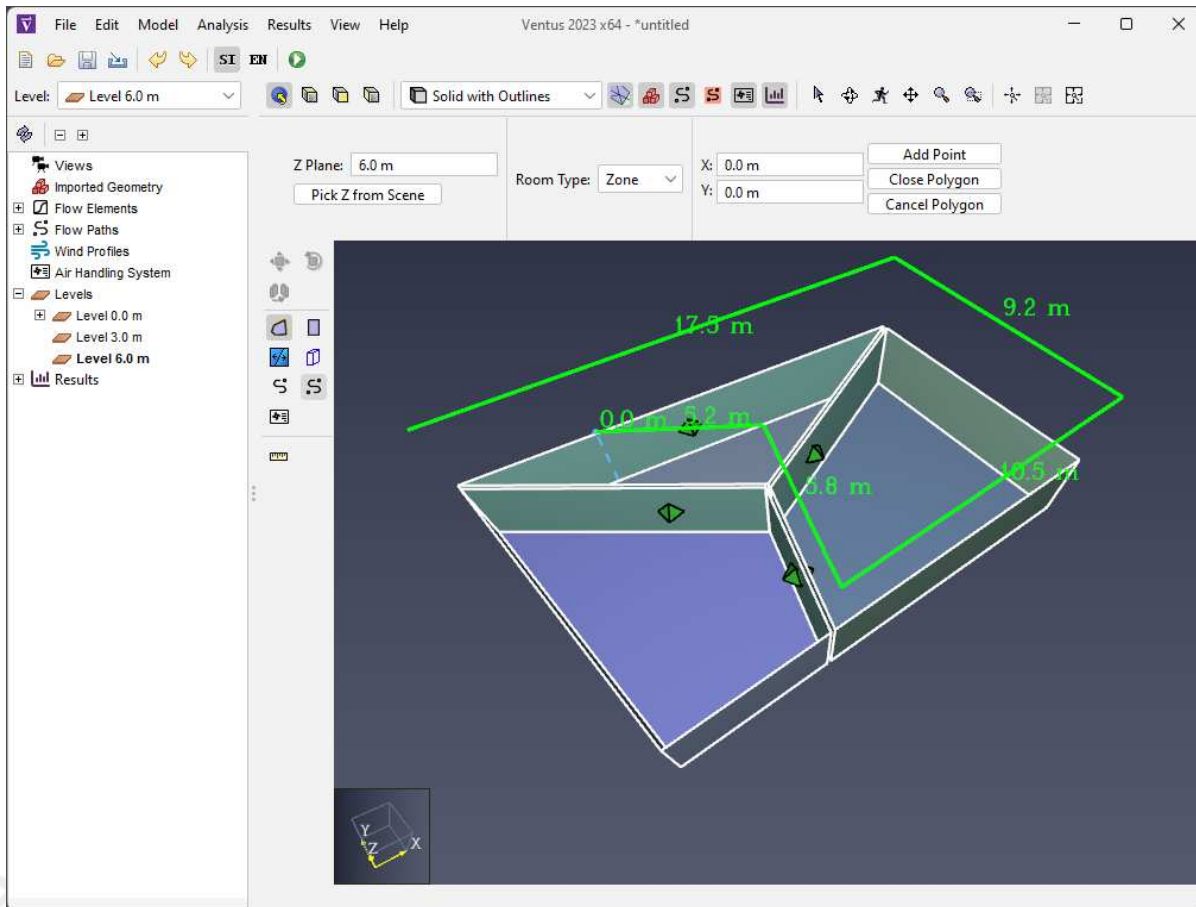 File Edit Model Analysis Results View Help Ventus 2023 x64 - *untitled
SI EN
Level: Level 6.0 m Solid with Outlines
Views
Imported Geometry
Flow Elements
Flow Paths
Wind Profiles
Air Handling System
Levels
Level 0.0 m
Level 3.0 m
Level 6.0 m
Results
Z Plane: 6.0 m
Pick Z from Scene
Room Type: Zone
X: 0.0 m
Y: 0.0 m
Add Point
Close Polygon
Cancel Polygon
9.2 m
17.5 m
0.0 m 5.2 m
10.5 m
5.8 m
Y
Z X